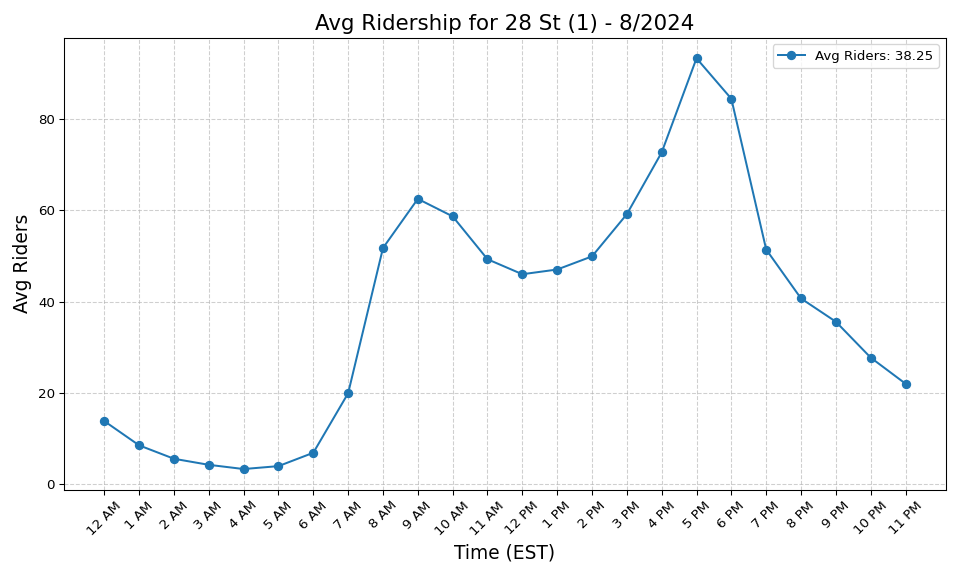 Avg Ridership for 28 St (1) - 8/2024
Avg Riders: 38.25
Avg Riders
80
60
40
20
0
12 AM
1 AM
2 AM
3 AM
4 AM
5 AM
6 AM
7 AM
8 AM
9 AM
10 AM
11 AM
12 PM
1 PM
2 PM
3 PM
4 PM
5 PM
6 PM
7 PM
8 PM
9 PM
10 PM
11 PM
Time (EST)